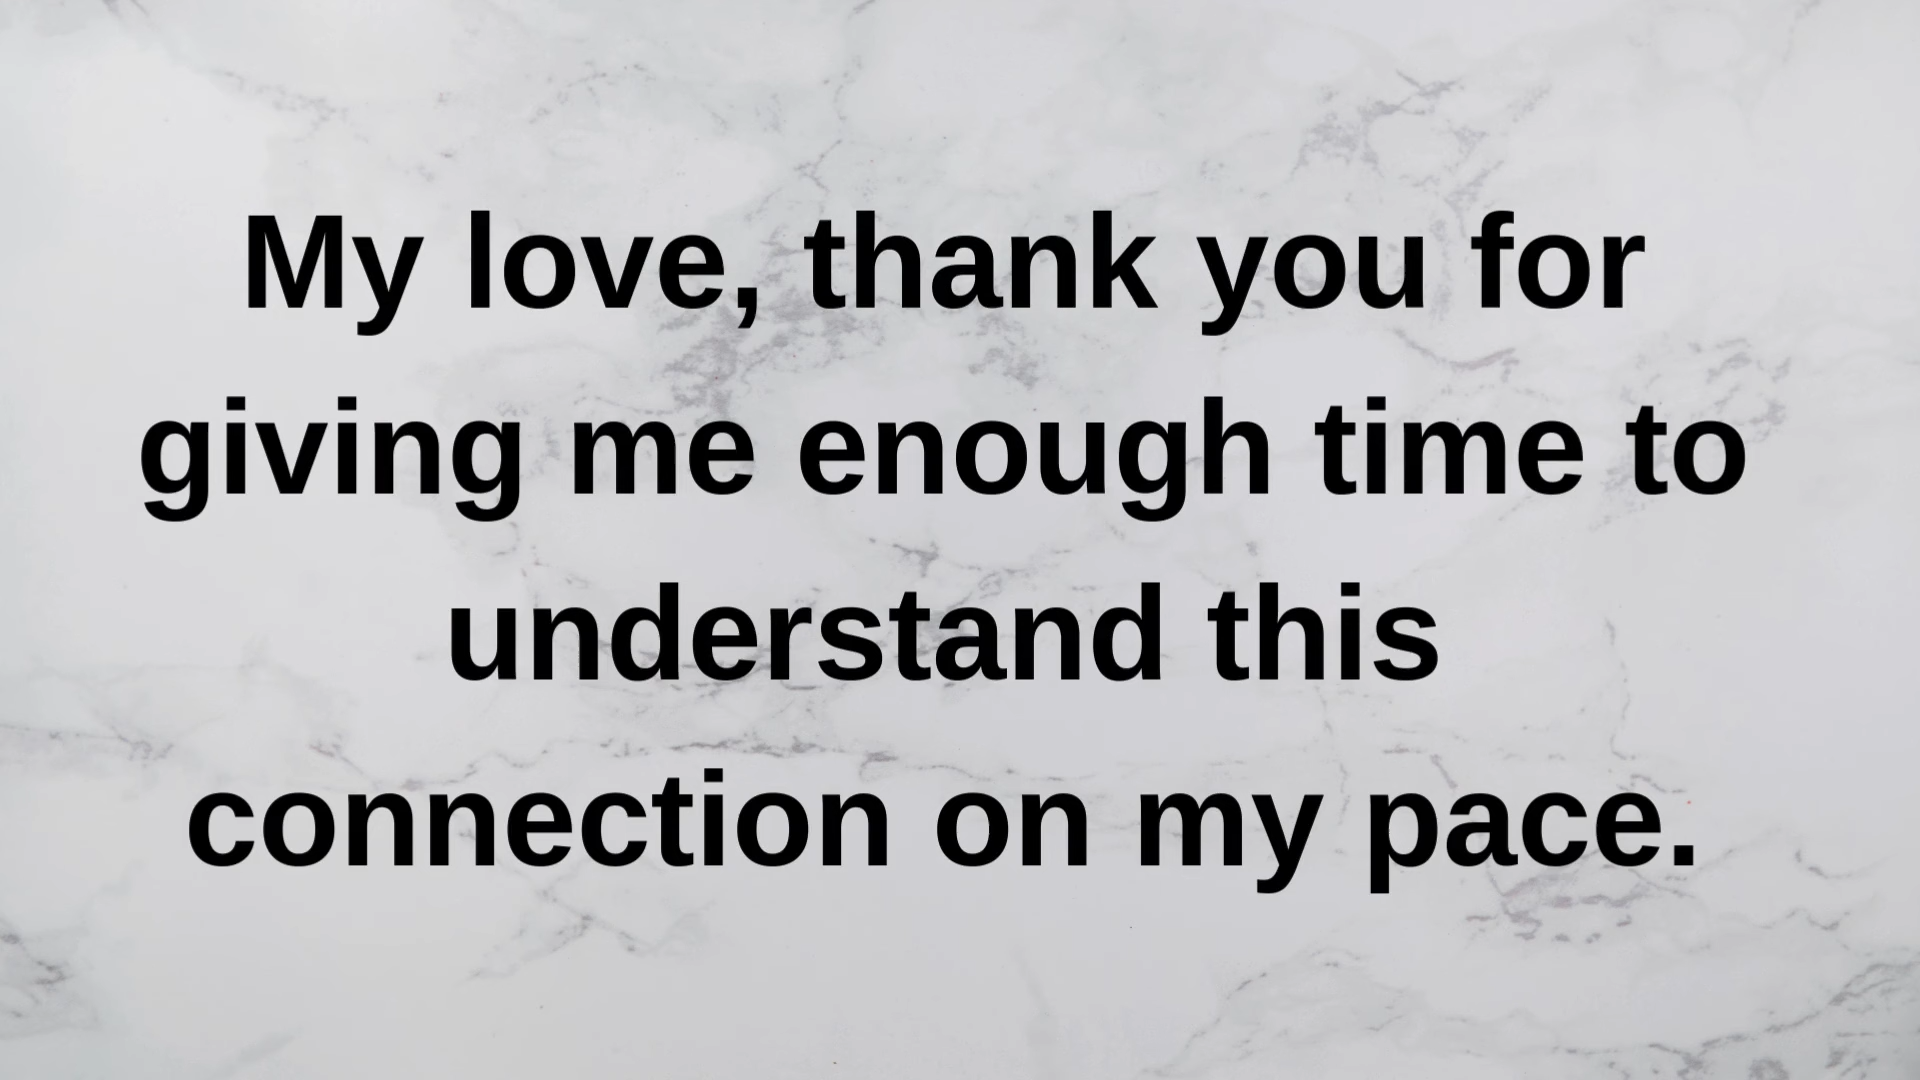 My love, thank you for
giving me enough time to
understand this
connection on my pace.